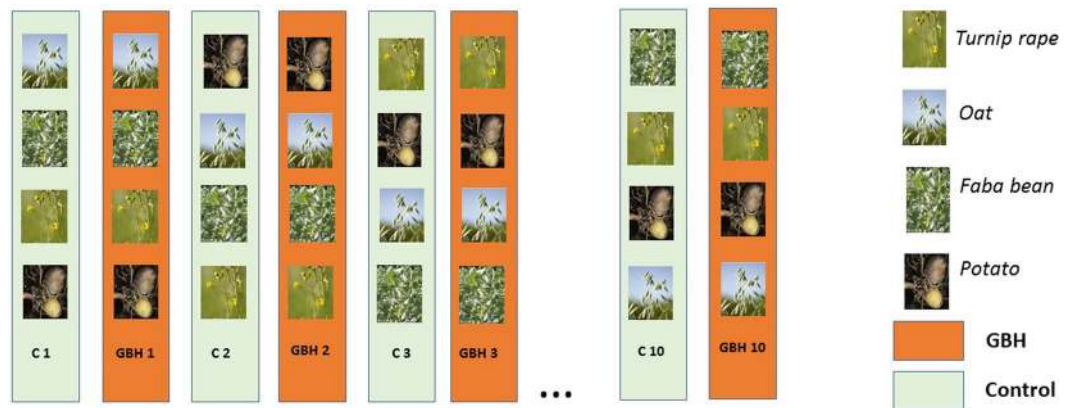 C 1
GBH 1
C 2
GBH 2
C 3
GBH 3
...
C 10
GBH 10
Turnip rape
Oat
Faba bean
Potato
GBH
Control